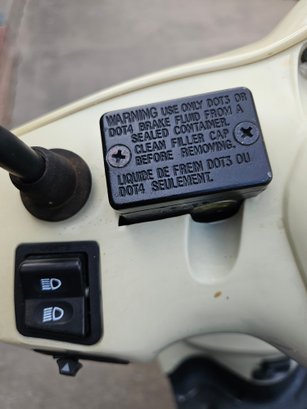 WARNING USE ONLY DOT3 OR
DOT4 BRAKE FLUID FROM A
SEALED CONTAINER.
CLEAN FILLER CAP
BEFORE REMOVING.
LIQUIDE DE FREIN DOT3 OU
DOT4 SEULEMENT.